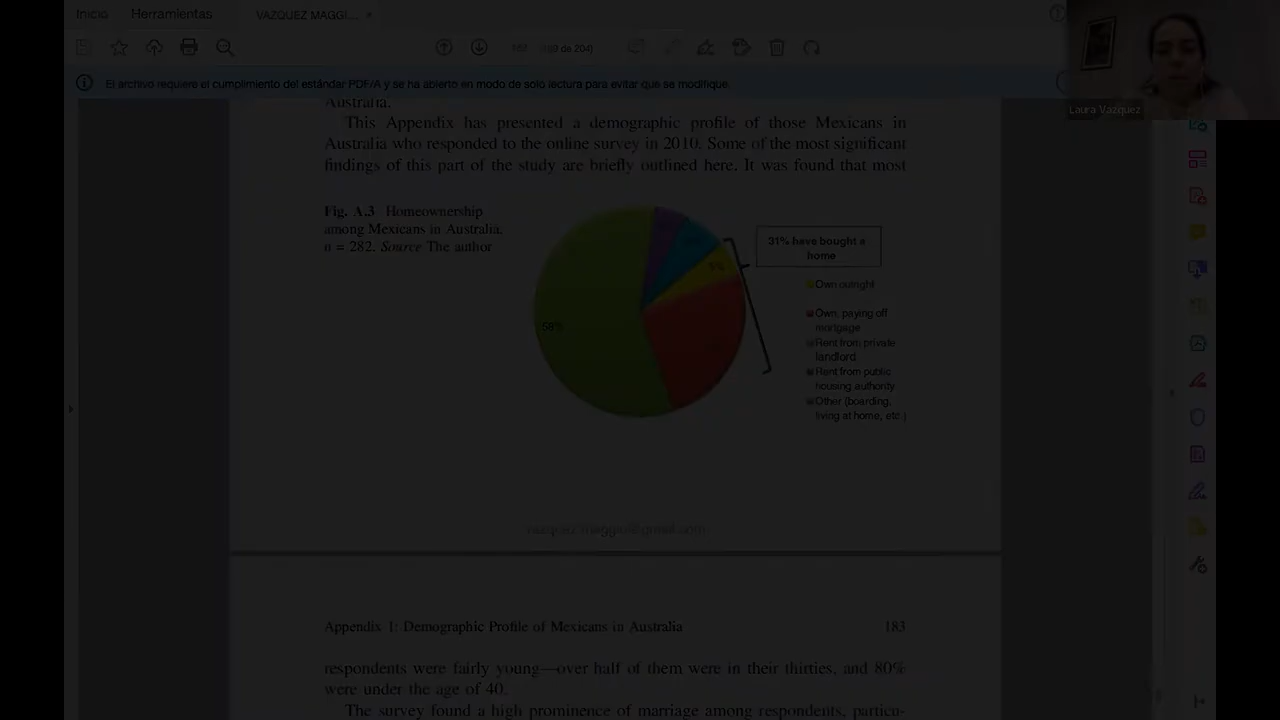 Inicio
Herramientas
VAZQUEZ MAGGI...
de 204)
El archivo requiere el cumplimiento del estándar PDF/A y se ha abierto en modo de solo lectura para evitar que se modifique.
Laura Vazquez
Australia.
This Appendix has presented a demographic profile of those Mexicans in
Australia who responded to the online survey in 2010. Some of the most significant
findings of this part of the study are briefly outlined here. It was found that most
Fig. A.3 Homeownership
among Mexicans in Australia.
n = 282. Source The author
58%
31% have bought a
home
Own outright
Own, paying off
mortgage
Rent from private
landlord
Rent from public
housing authority
Other (boarding,
living at home, etc.)
Appendix 1: Demographic Profile of Mexicans in Australia
183
respondents were fairly young—over half of them were in their thirties, and 80%
were under the age of 40.
The survey found a high prominence of marriage among respondents, particu-